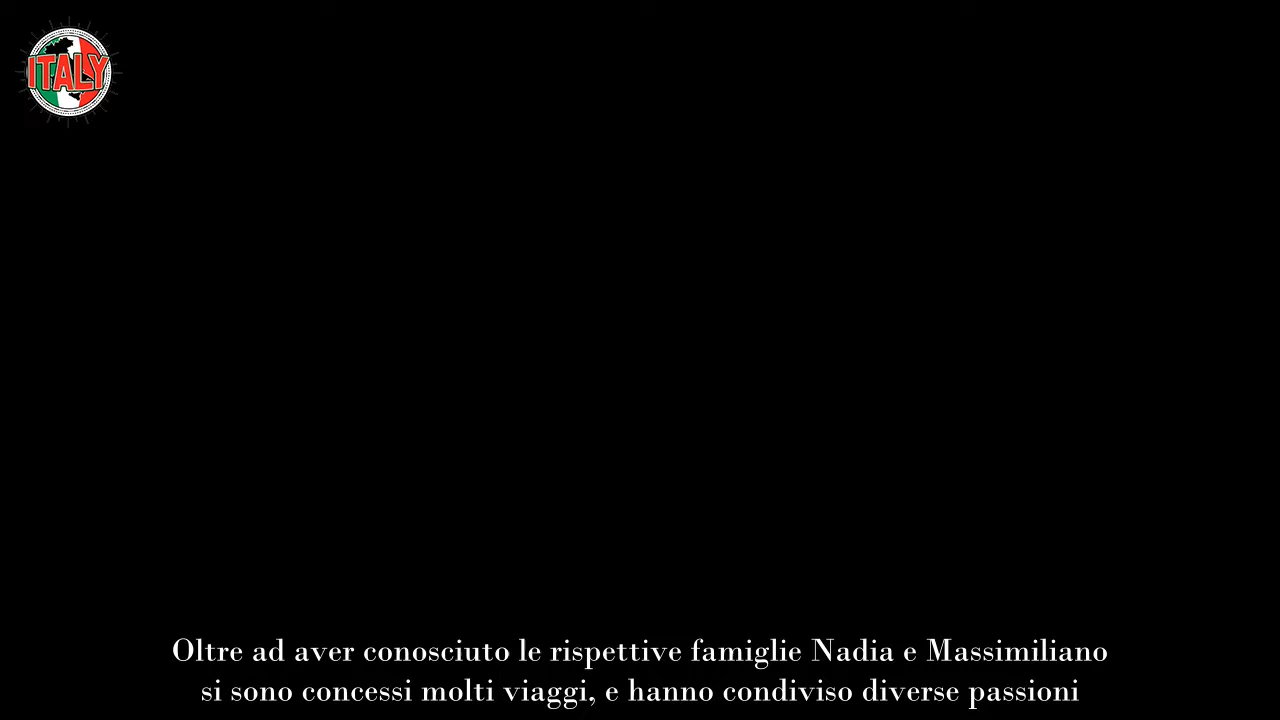 ITALY
Oltre ad aver conosciuto le rispettive famiglie Nadia e Massimiliano
si sono concessi molti viaggi, e hanno condiviso diverse passioni